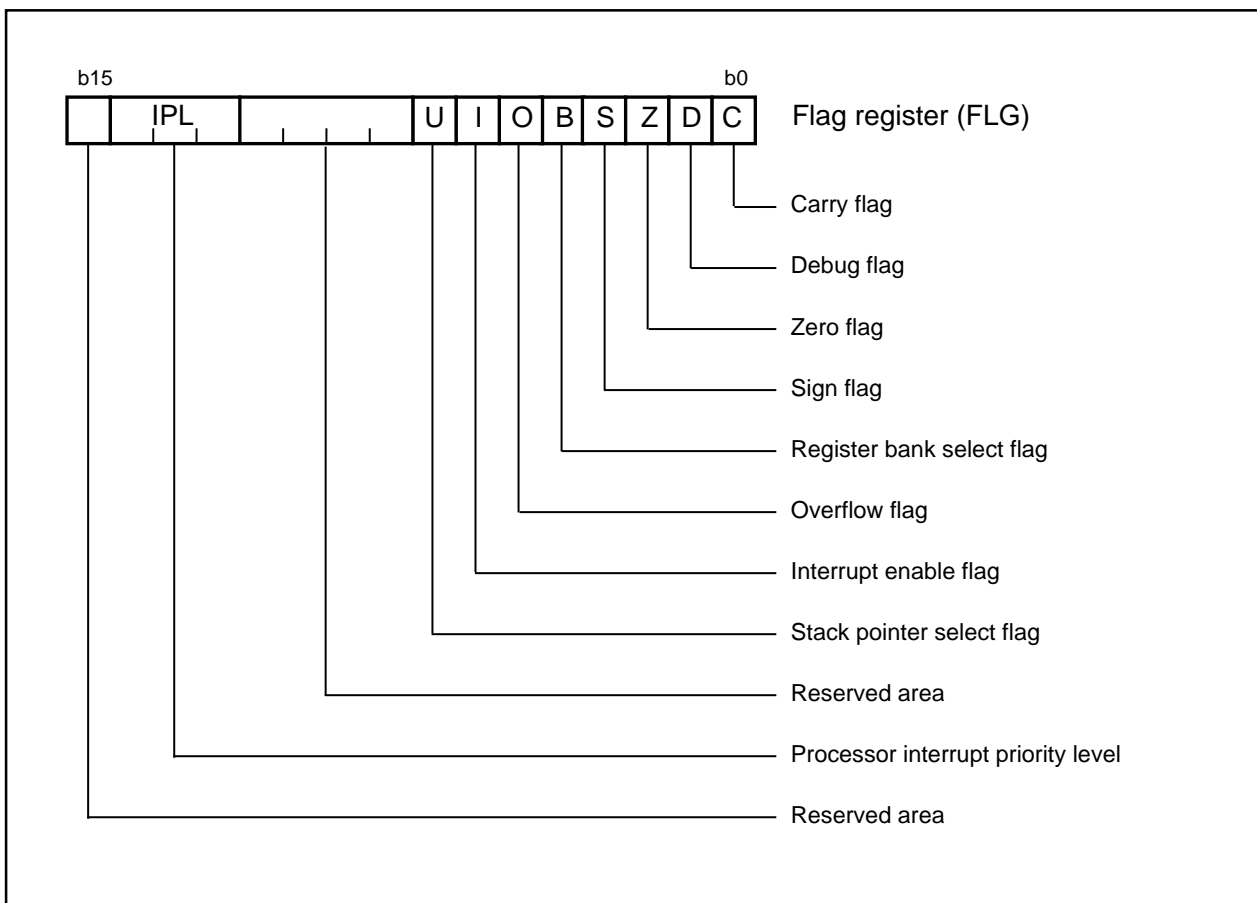 b15 b0
IPL U I O B S Z D C Flag register (FLG)
Carry flag
Debug flag
Zero flag
Sign flag
Register bank select flag
Overflow flag
Interrupt enable flag
Stack pointer select flag
Reserved area
Processor interrupt priority level
Reserved area